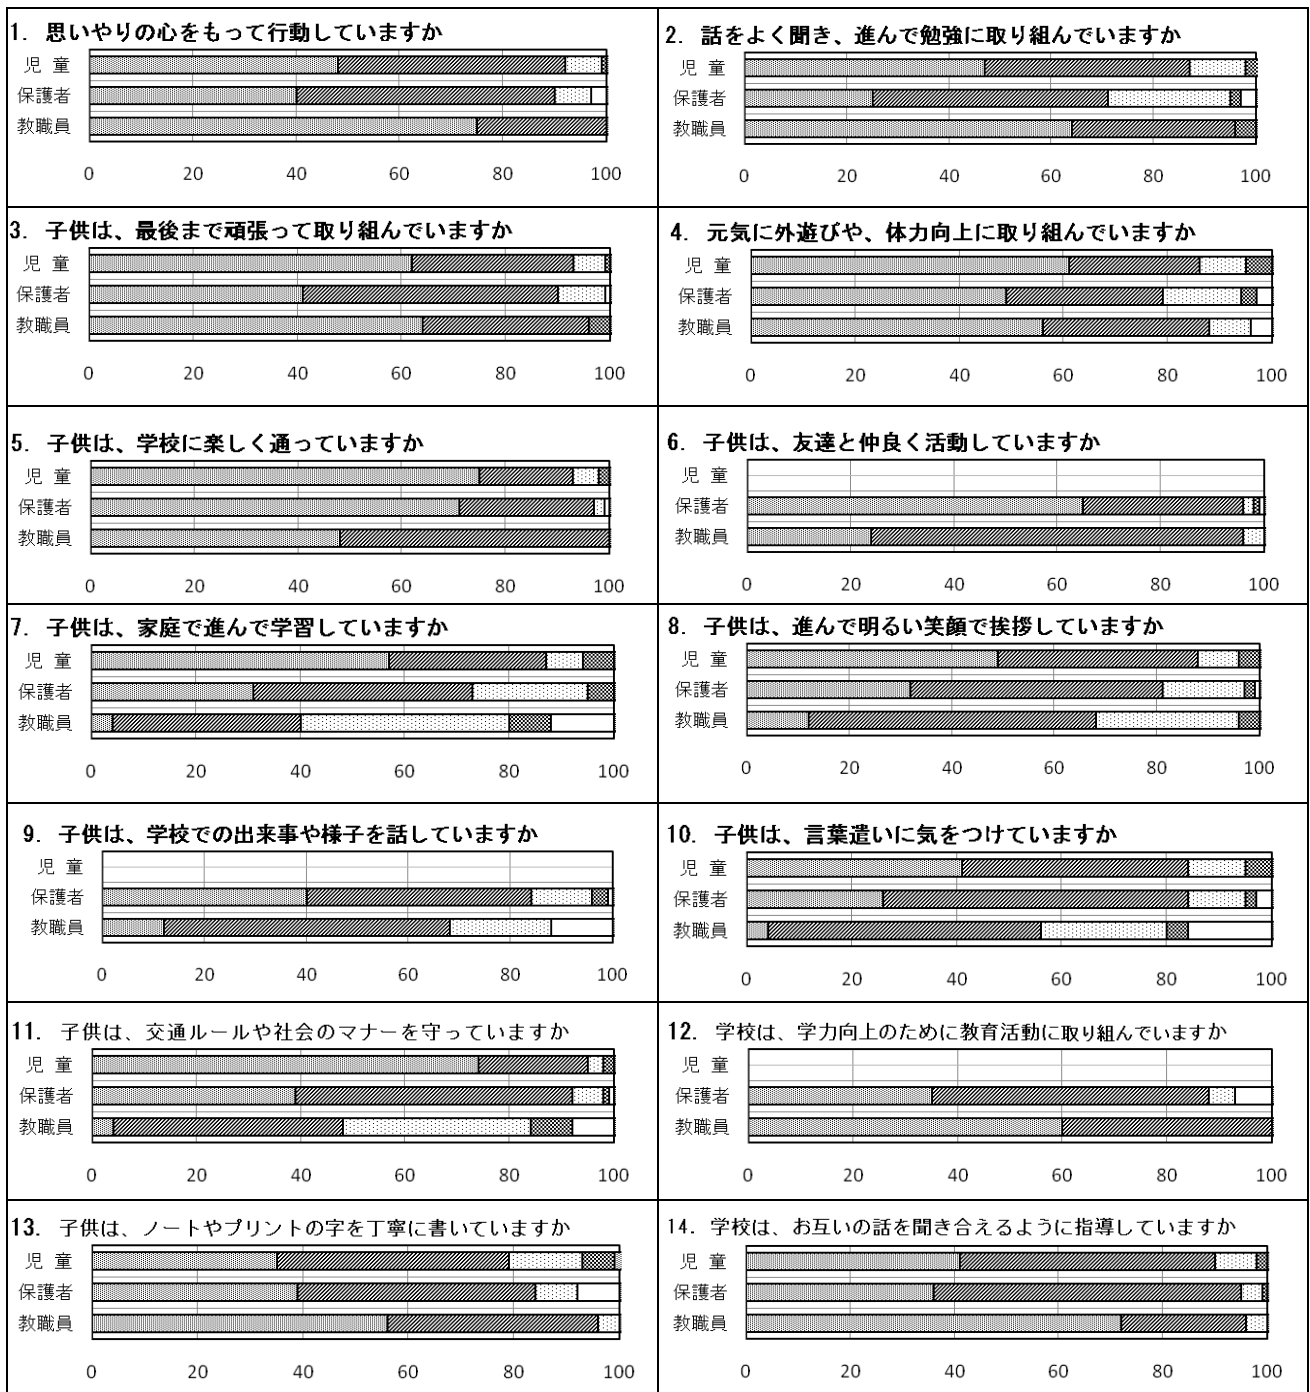 1. 思いやりの心をもって行動していますか
児 童
保護者
教職員
0 20 40 60 80 100
2. 話をよく聞き、進んで勉強に取り組んでいますか
児 童
保護者
教職員
0 20 40 60 80 100
3. 子供は、最後まで頑張って取り組んでいますか
児 童
保護者
教職員
0 20 40 60 80 100
4. 元気に外遊びや、体力向上に取り組んでいますか
児 童
保護者
教職員
0 20 40 60 80 100
5. 子供は、学校に楽しく通っていますか
児 童
保護者
教職員
0 20 40 60 80 100
6. 子供は、友達と仲良く活動していますか
児 童
保護者
教職員
0 20 40 60 80 100
7. 子供は、家庭で進んで学習していますか
児 童
保護者
教職員
0 20 40 60 80 100
8. 子供は、進んで明るい笑顔で挨拶していますか
児 童
保護者
教職員
0 20 40 60 80 100
9. 子供は、学校での出来事や様子を話していますか
児 童
保護者
教職員
0 20 40 60 80 100
10. 子供は、言葉遣いに気をつけていますか
児 童
保護者
教職員
0 20 40 60 80 100
11. 子供は、交通ルールや社会のマナーを守っていますか
児 童
保護者
教職員
0 20 40 60 80 100
12. 学校は、学力向上のために教育活動に取り組んでいますか
児 童
保護者
教職員
0 20 40 60 80 100
13. 子供は、ノートやプリントの字を丁寧に書いていますか
児 童
保護者
教職員
0 20 40 60 80 100
14. 学校は、お互いの話を聞き合えるように指導していますか
児 童
保護者
教職員
0 20 40 60 80 100